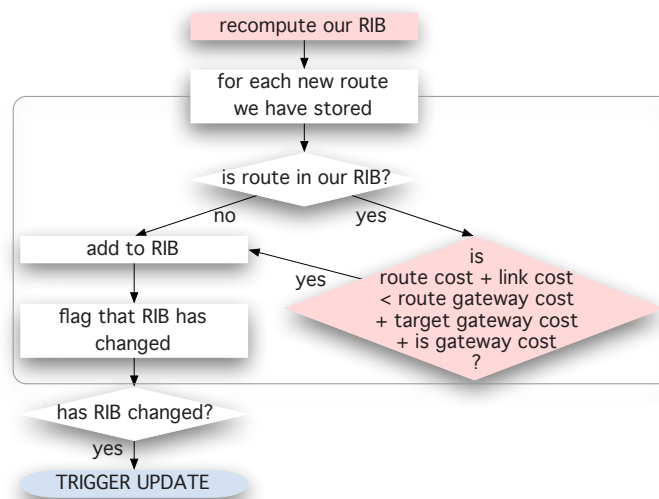 recompute our RIB
for each new route
we have stored
is route in our RIB?
no
yes
add to RIB
yes
is
route cost + link cost
< route gateway cost
+ target gateway cost
+ is gateway cost
?
flag that RIB has
changed
has RIB changed?
yes
TRIGGER UPDATE